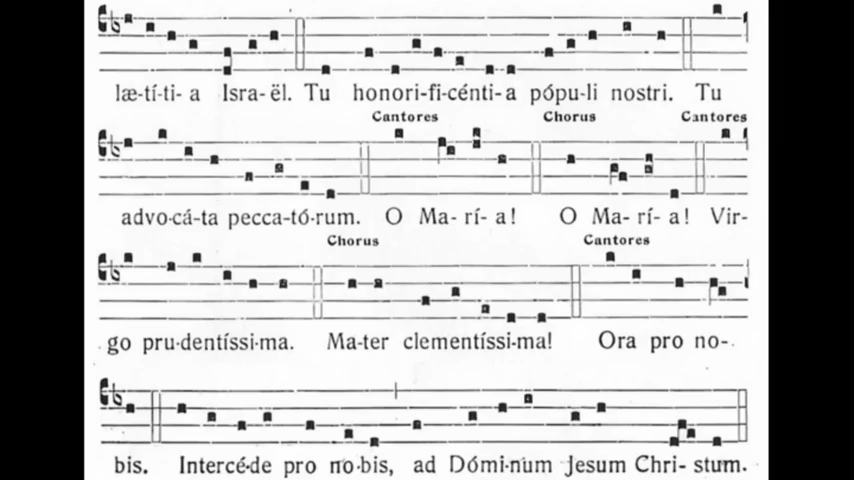 læ-tí-ti- a Isra-ël. Tu honori-fi-cénti-a pópu-li nostri. Tu
Cantores Chorus Cantores
advo-cá-ta pecca-tó-rum. O Ma- rí- a! O Ma- rí- a! Vir-
Chorus Cantores
go pru-dentíssi-ma. Ma-ter clementíssi-ma! Ora pro no-
bis. Intercé-de pro no-bis, ad Dómi-num Jesum Chri- stum.